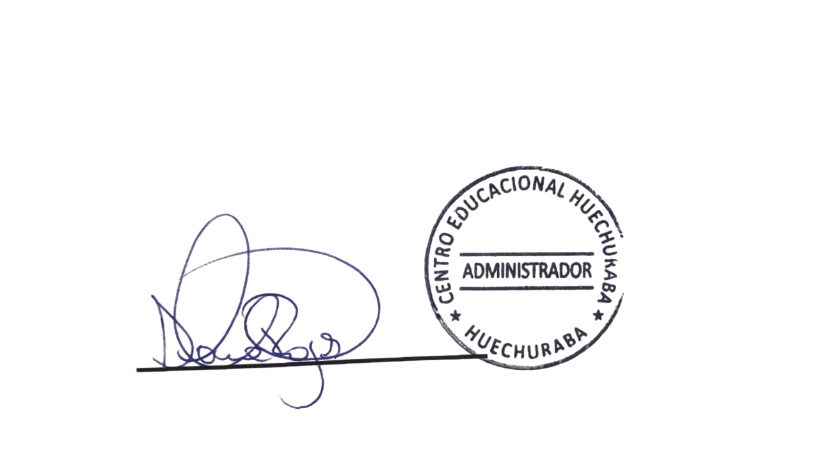 CENTRO EDUCACIONAL HUECHURABA
ADMINISTRADOR
★ HUECHURABA ★